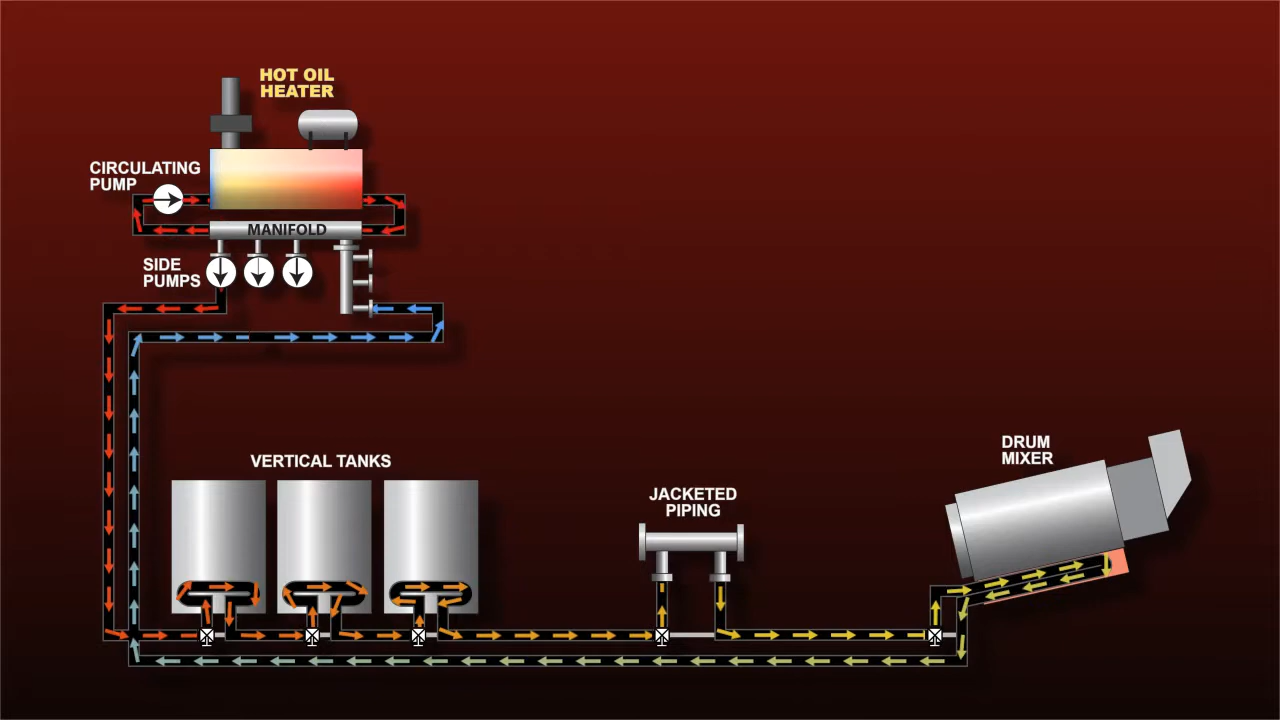 HOT OIL
HEATER
CIRCULATING
PUMP
MANIFOLD
SIDE
PUMPS
VERTICAL TANKS
JACKETED
PIPING
DRUM
MIXER